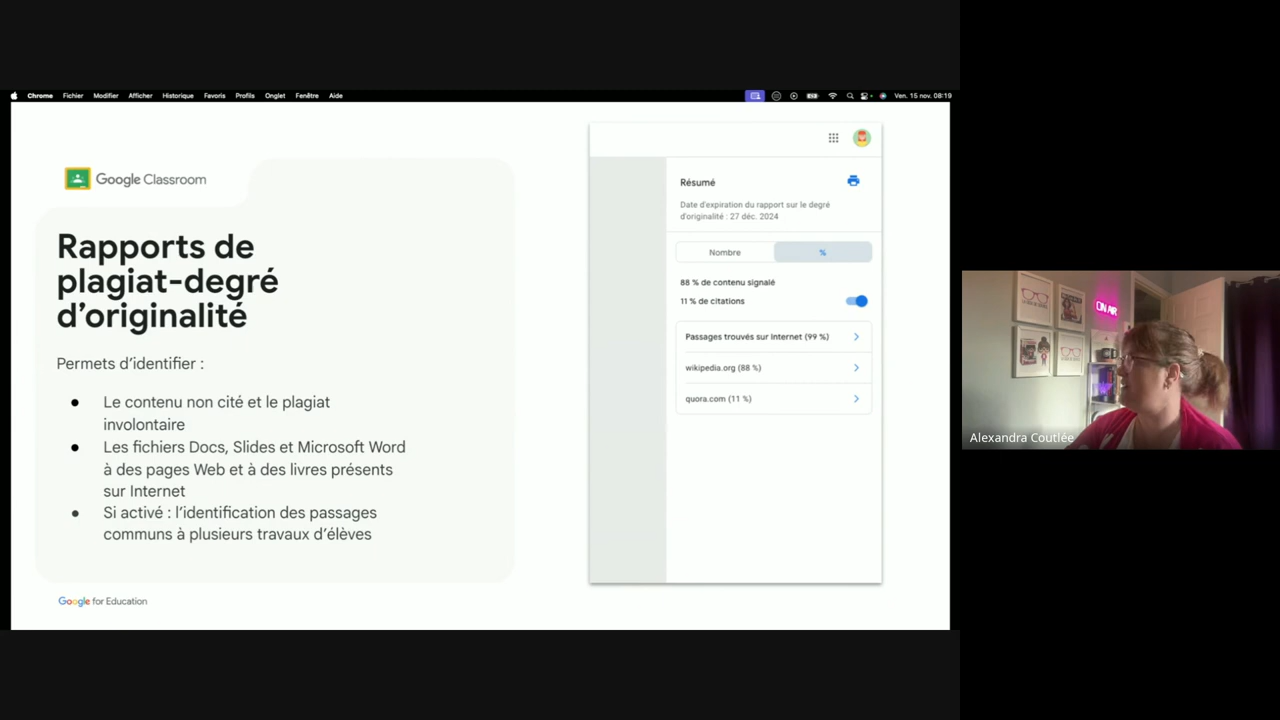 Chrome Fichier Modifier Afficher Historique Favoris Profils Onglet Fenêtre Aide
Ven. 15 nov. 08:19
Google Classroom
Rapports de
plagiat-degré
d’originalité
Permets d’identifier :
● Le contenu non cité et le plagiat
involontaire
● Les fichiers Docs, Slides et Microsoft Word
à des pages Web et à des livres présents
sur Internet
● Si activé : l’identification des passages
communs à plusieurs travaux d’élèves
Google for Education
Résumé
Date d'expiration du rapport sur le degré
d'originalité : 27 déc. 2024
Nombre %
88 % de contenu signalé
11 % de citations
Passages trouvés sur Internet (99 %)
wikipedia.org (88 %)
quora.com (11 %)
ON AIR
Alexandra Coutlée